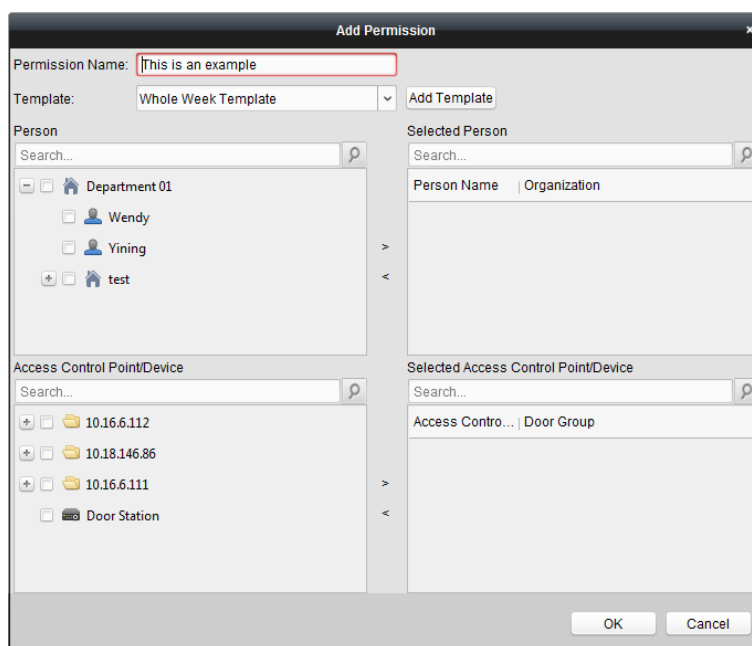 Add Permission
Permission Name: This is an example
Template: Whole Week Template Add Template
Person Selected Person
Search... Search...
Department 01 Person Name Organization
Wendy
Yining
>
test
<
Access Control Point/Device Selected Access Control Point/Device
Search... Search...
10.16.6.112 Access Contro... Door Group
10.18.146.86
10.16.6.111
>
Door Station
<
OK Cancel